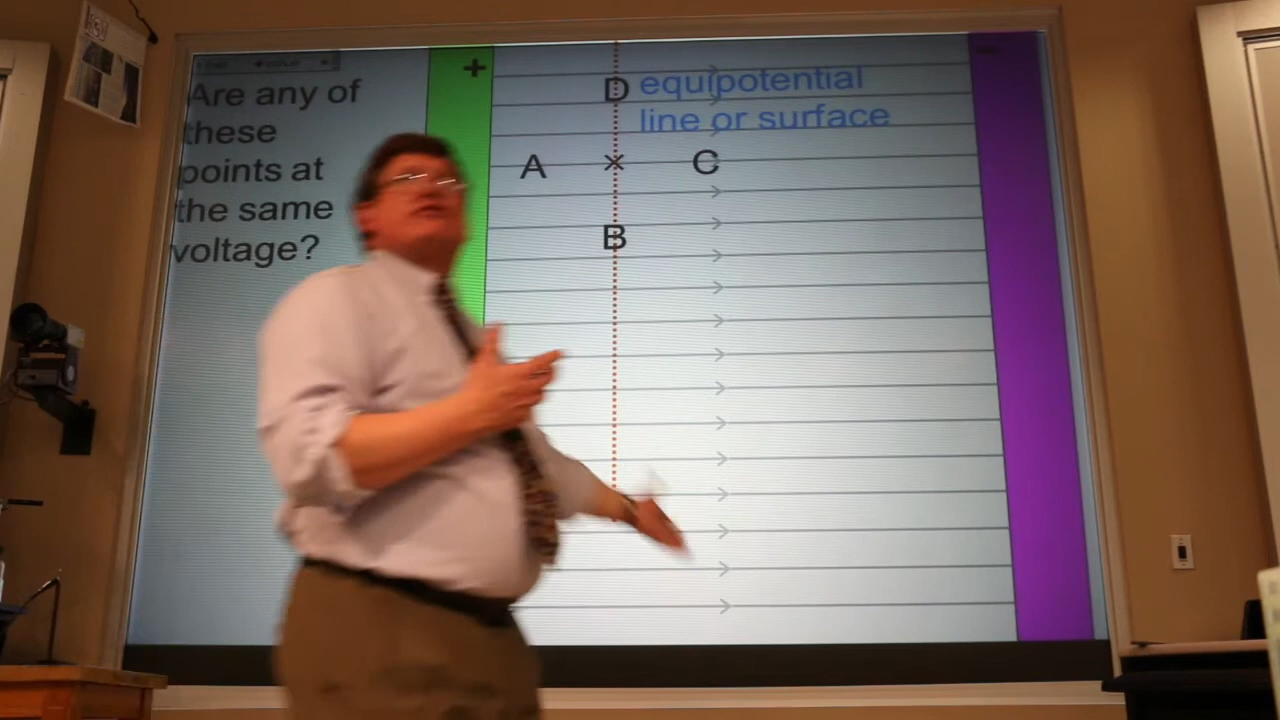 Are any of
these
points at
the same
voltage?
+
D equipotential
line or surface
A × C
B